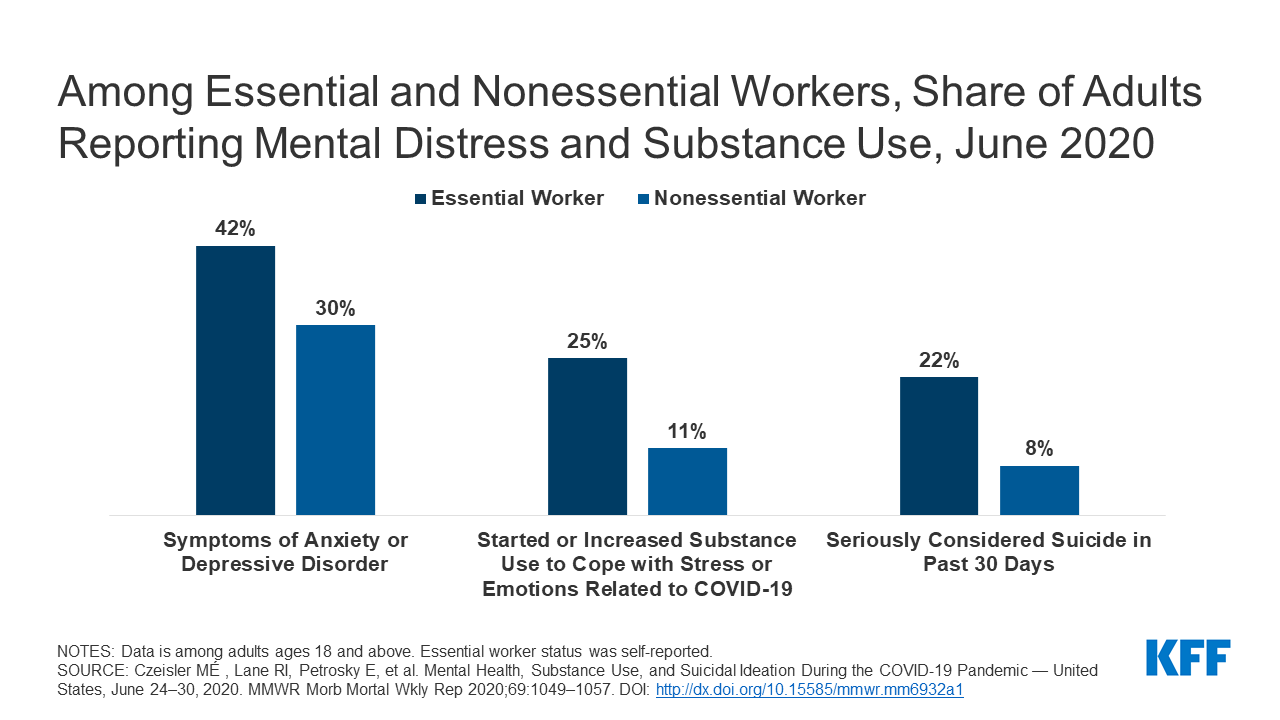 Among Essential and Nonessential Workers, Share of Adults
Reporting Mental Distress and Substance Use, June 2020
Essential Worker Nonessential Worker
42%
30%
25%
11%
22%
8%
Symptoms of Anxiety or
Depressive Disorder
Started or Increased Substance
Use to Cope with Stress or
Emotions Related to COVID-19
Seriously Considered Suicide in
Past 30 Days
NOTES: Data is among adults ages 18 and above. Essential worker status was self-reported.
SOURCE: Czeisler MÉ , Lane RI, Petrosky E, et al. Mental Health, Substance Use, and Suicidal Ideation During the COVID-19 Pandemic — United
States, June 24–30, 2020. MMWR Morb Mortal Wkly Rep 2020;69:1049–1057. DOI: http://dx.doi.org/10.15585/mmwr.mm6932a1
KFF